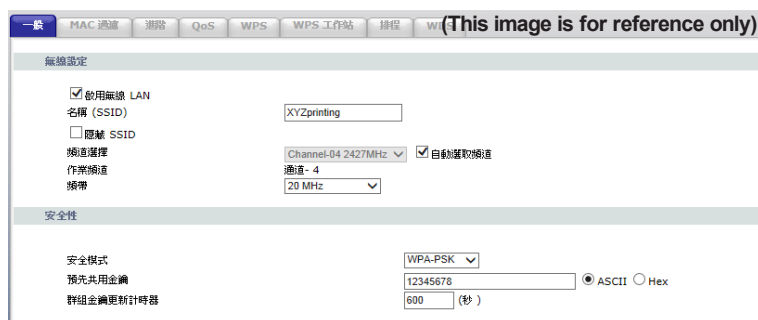 一般 MAC 過濾 進階 QoS WPS WPS 工作站 排程 (This image is for reference only)
無線設定
啟用無線 LAN
名稱 (SSID) XYZprinting
隱藏 SSID
頻道選擇 Channel-04 2427MHz 自動選取頻道
作業頻道 通道- 4
頻帶 20 MHz
安全性
安全模式 WPA-PSK
預先共用金鑰 12345678 ASCII Hex
群組金鑰更新計時器 600 (秒 )